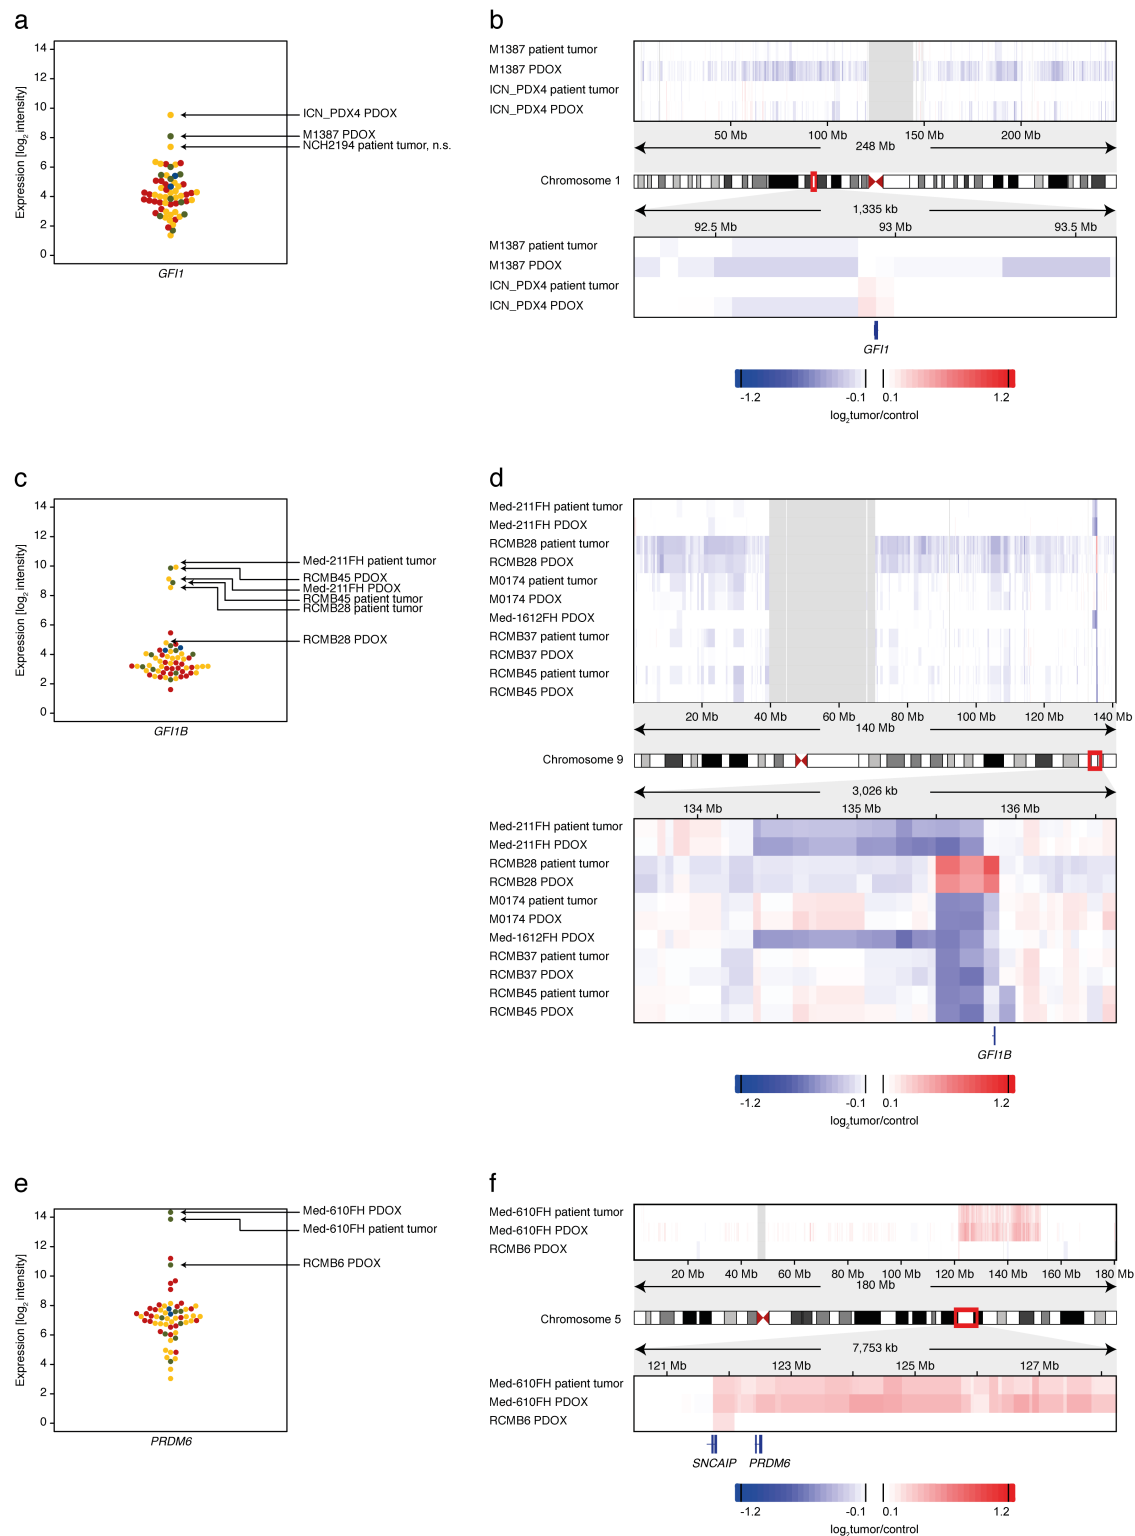 a
14
12
10
8
6
4
2
0
Expression [log2 intensity]
ICN_PDX4 PDOX
M1387 PDOX
NCH2194 patient tumor, n.s.
GFI1
b
M1387 patient tumor
M1387 PDOX
ICN_PDX4 patient tumor
ICN_PDX4 PDOX
50 Mb 100 Mb 150 Mb 200 Mb
248 Mb
Chromosome 1
1,335 kb
92.5 Mb 93 Mb 93.5 Mb
M1387 patient tumor
M1387 PDOX
ICN_PDX4 patient tumor
ICN_PDX4 PDOX
GFI1
-1.2 -0.1 0.1 1.2
log2tumor/control
c
14
12
10
8
6
4
2
0
Expression [log2 intensity]
Med-211FH patient tumor
RCMB45 PDOX
Med-211FH PDOX
RCMB45 patient tumor
RCMB28 patient tumor
RCMB28 PDOX
GFI1B
d
Med-211FH patient tumor
Med-211FH PDOX
RCMB28 patient tumor
RCMB28 PDOX
M0174 patient tumor
M0174 PDOX
Med-1612FH PDOX
RCMB37 patient tumor
RCMB37 PDOX
RCMB45 patient tumor
RCMB45 PDOX
20 Mb 40 Mb 60 Mb 80 Mb 100 Mb 120 Mb 140 Mb
140 Mb
Chromosome 9
3,026 kb
134 Mb 135 Mb 136 Mb
Med-211FH patient tumor
Med-211FH PDOX
RCMB28 patient tumor
RCMB28 PDOX
M0174 patient tumor
M0174 PDOX
Med-1612FH PDOX
RCMB37 patient tumor
RCMB37 PDOX
RCMB45 patient tumor
RCMB45 PDOX
GFI1B
-1.2 -0.1 0.1 1.2
log2tumor/control
e
14
12
10
8
6
4
2
0
Expression [log2 intensity]
Med-610FH PDOX
Med-610FH patient tumor
RCMB6 PDOX
PRDM6
f
Med-610FH patient tumor
Med-610FH PDOX
RCMB6 PDOX
20 Mb 40 Mb 60 Mb 80 Mb 100 Mb 120 Mb 140 Mb 160 Mb 180 Mb
180 Mb
Chromosome 5
7,753 kb
121 Mb 123 Mb 125 Mb 127 Mb
Med-610FH patient tumor
Med-610FH PDOX
RCMB6 PDOX
SNCAIP PRDM6
-1.2 -0.1 0.1 1.2
log2tumor/control